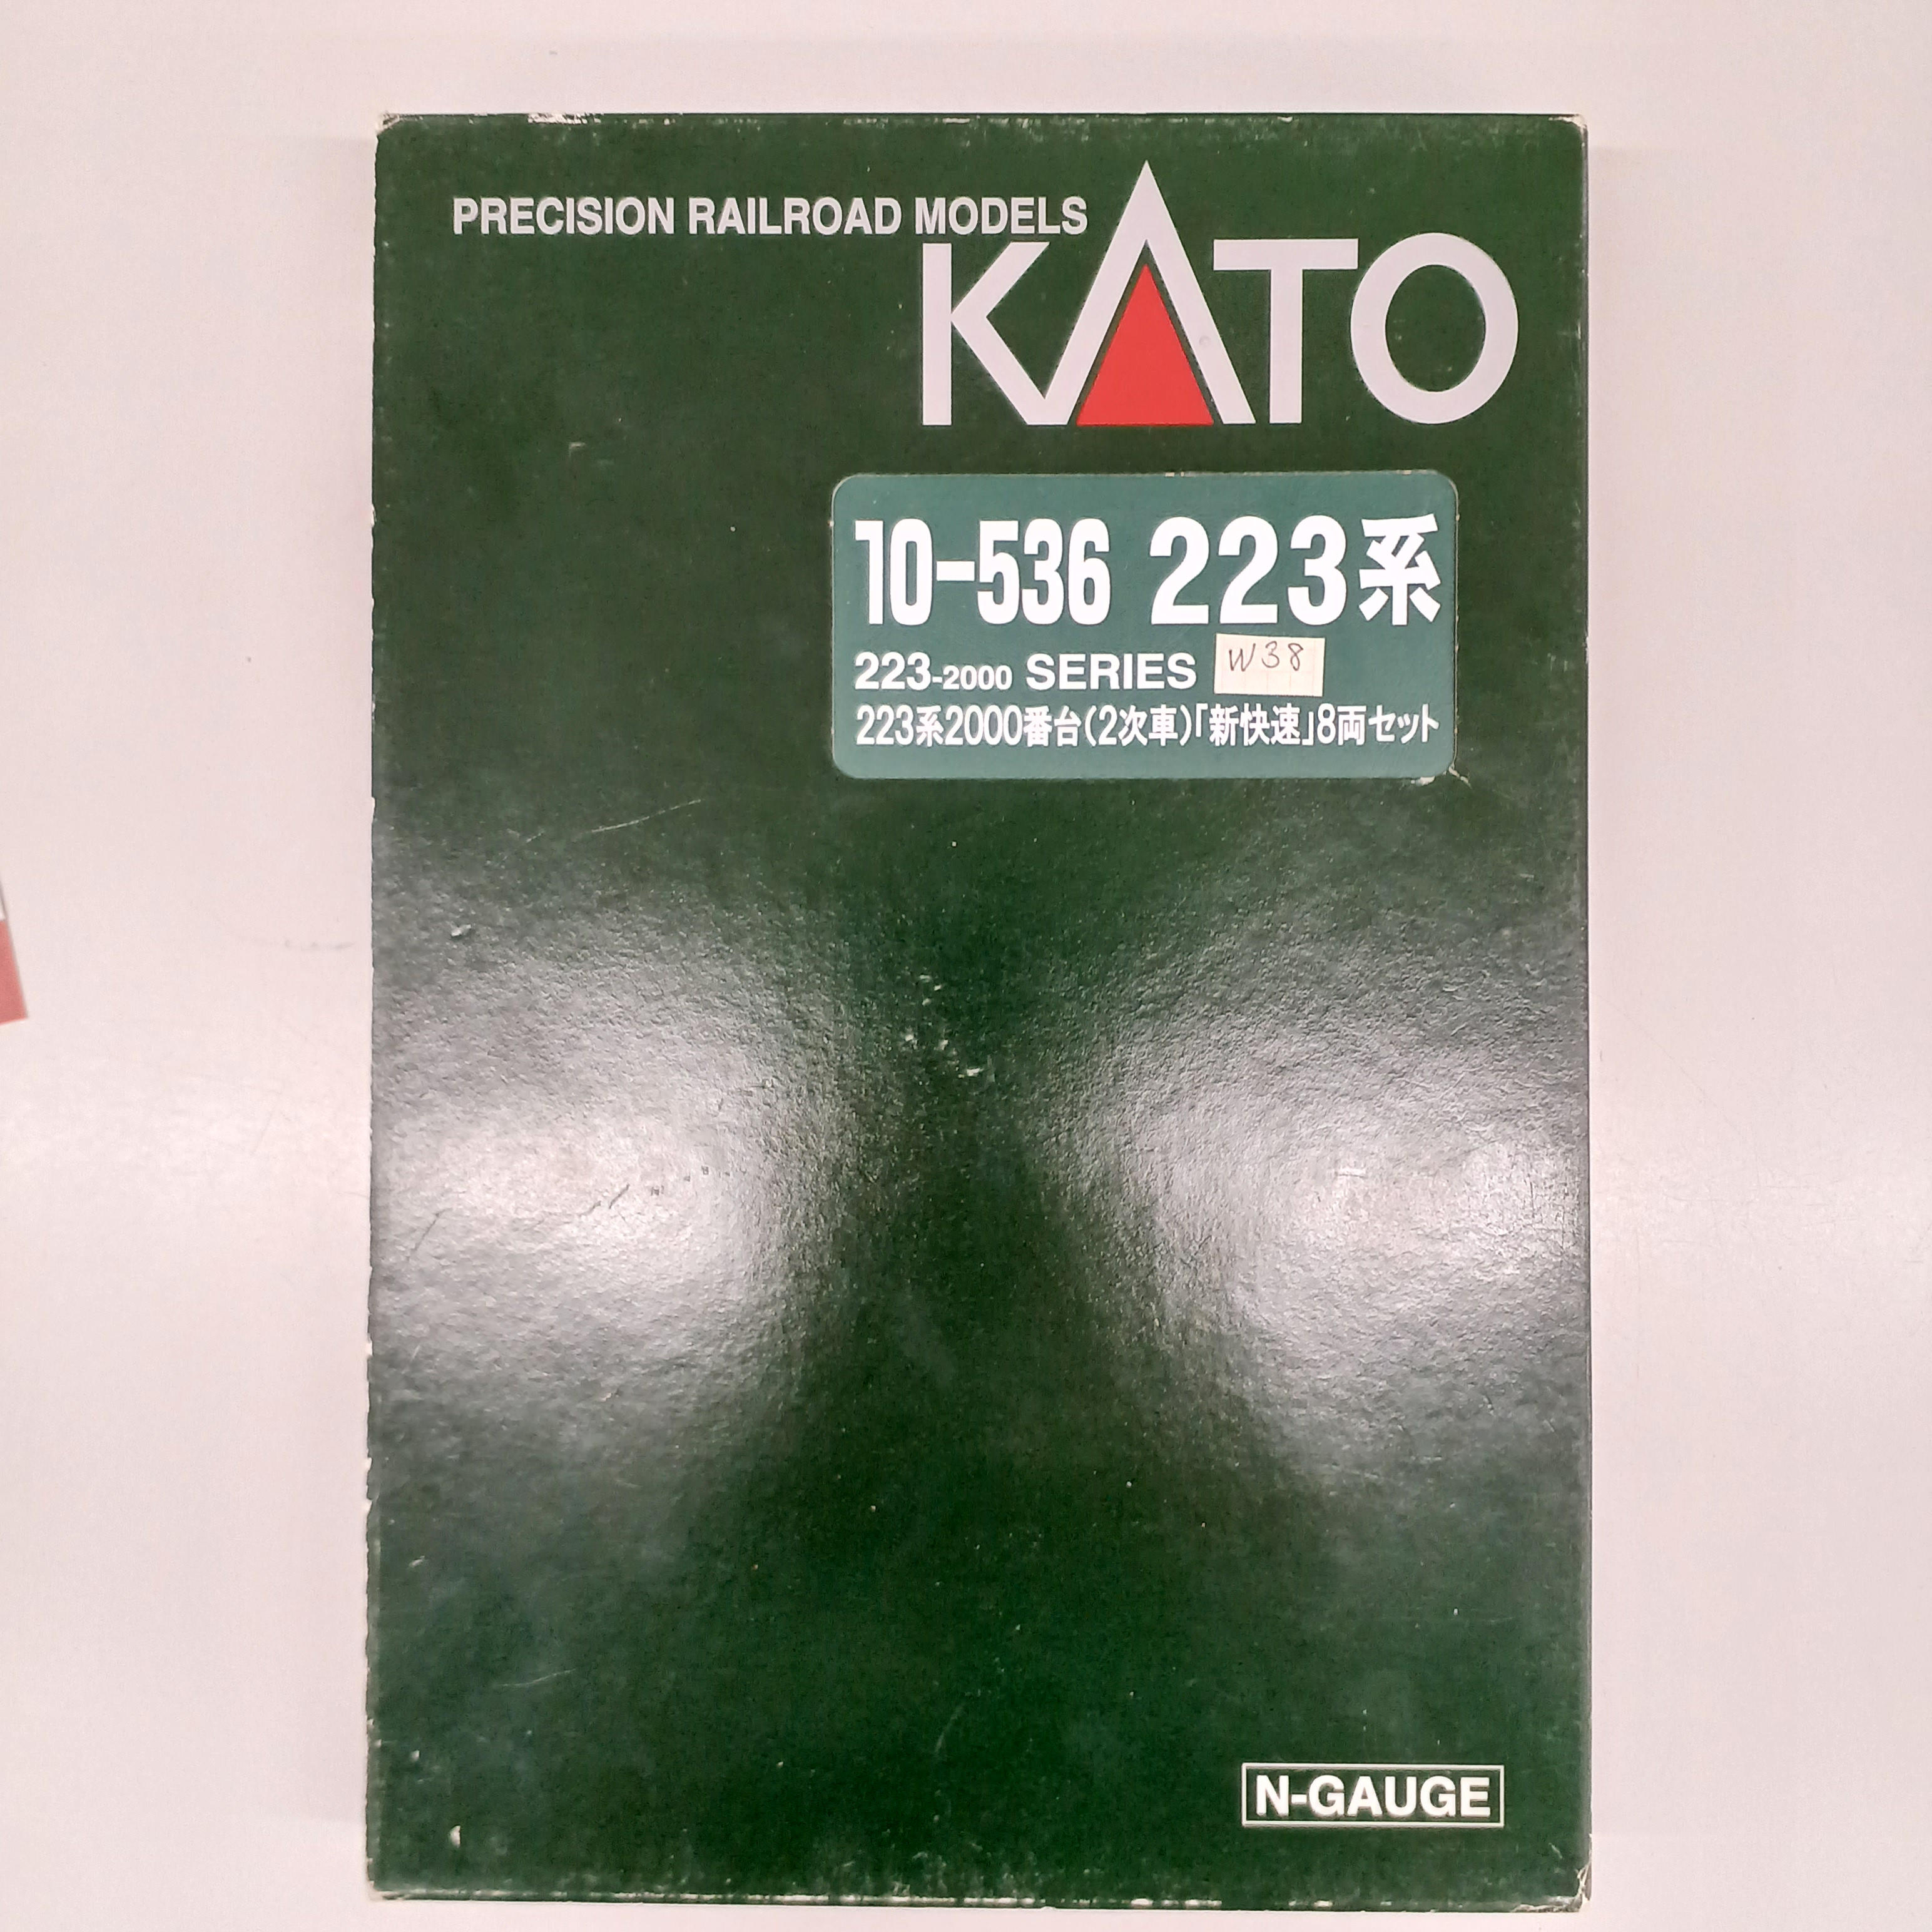 PRECISION RAILROAD MODELS
KATO
10-536 223系
223-2000 SERIES W38
223系2000番台(2次車)「新快速」8両セット
N-GAUGE